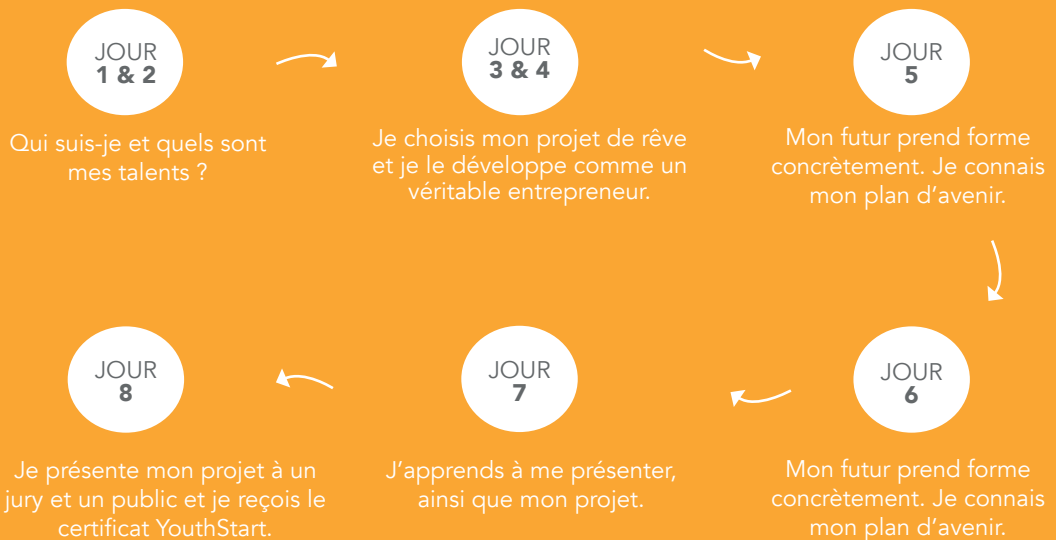 JOUR
1 & 2
Qui suis-je et quels sont
mes talents ?
JOUR
3 & 4
Je choisis mon projet de rêve
et je le développe comme un
véritable entrepreneur.
JOUR
5
Mon futur prend forme
concrètement. Je connais
mon plan d’avenir.
JOUR
6
Mon futur prend forme
concrètement. Je connais
mon plan d’avenir.
JOUR
7
J’apprends à me présenter,
ainsi que mon projet.
JOUR
8
Je présente mon projet à un
jury et un public et je reçois le
certificat YouthStart.